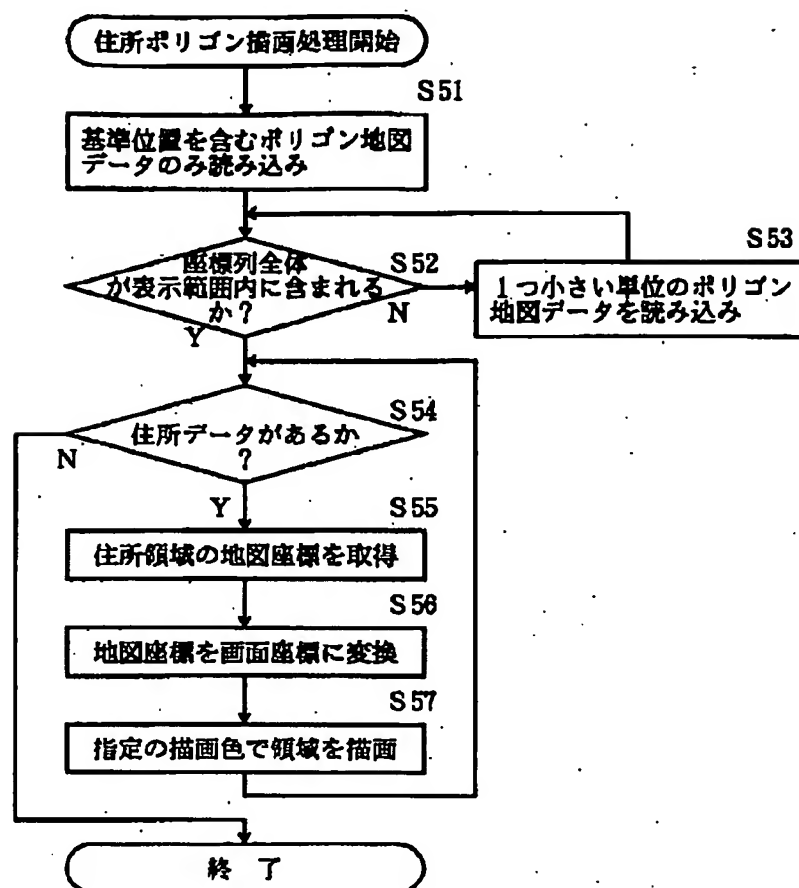 住所ポリゴン描画処理開始
S51
基準位置を含むポリゴン地図
データのみ読み込み
S52
座標列全体
が表示範囲内に含まれる
か?
N
Y
S53
1つ小さい単位のポリゴン
地図データを読み込み
S54
住所データがあるか
?
N
Y
S55
住所領域の地図座標を取得
S56
地図座標を画面座標に変換
S57
指定の描画色で領域を描画
終 了